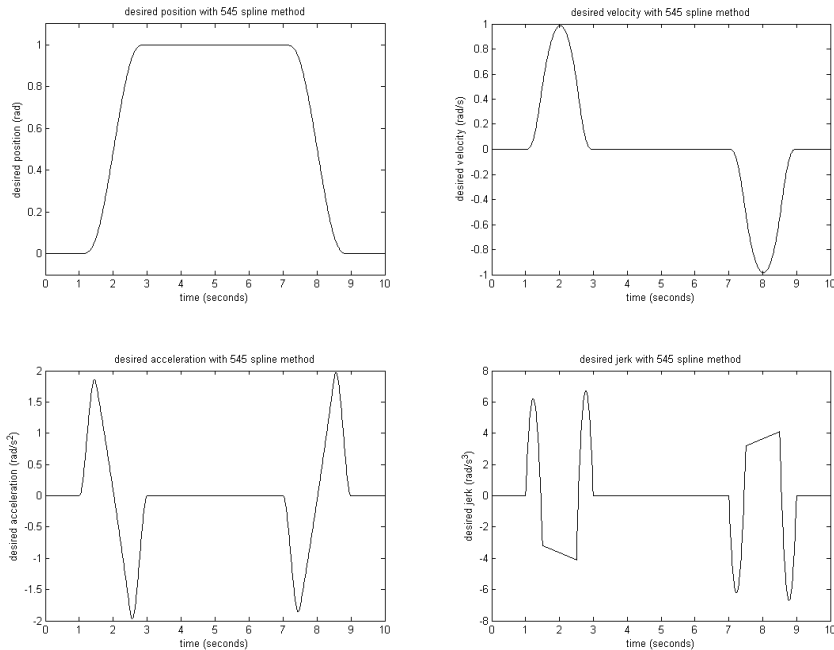 desired position with 545 spline method
1
0.8
0.6
0.4
0.2
0
desired position (rad)
0 1 2 3 4 5 6 7 8 9 10
time (seconds)
desired velocity with 545 spline method
1
0.8
0.6
0.4
0.2
0
-0.2
-0.4
-0.6
-0.8
-1
desired velocity (rad/s)
0 1 2 3 4 5 6 7 8 9 10
time (seconds)
desired acceleration with 545 spline method
2
1.5
1
0.5
0
-0.5
-1
-1.5
-2
desired acceleration (rad/s²)
0 1 2 3 4 5 6 7 8 9 10
time (seconds)
desired jerk with 545 spline method
8
6
4
2
0
-2
-4
-6
-8
desired jerk (rad/s³)
0 1 2 3 4 5 6 7 8 9 10
time (seconds)